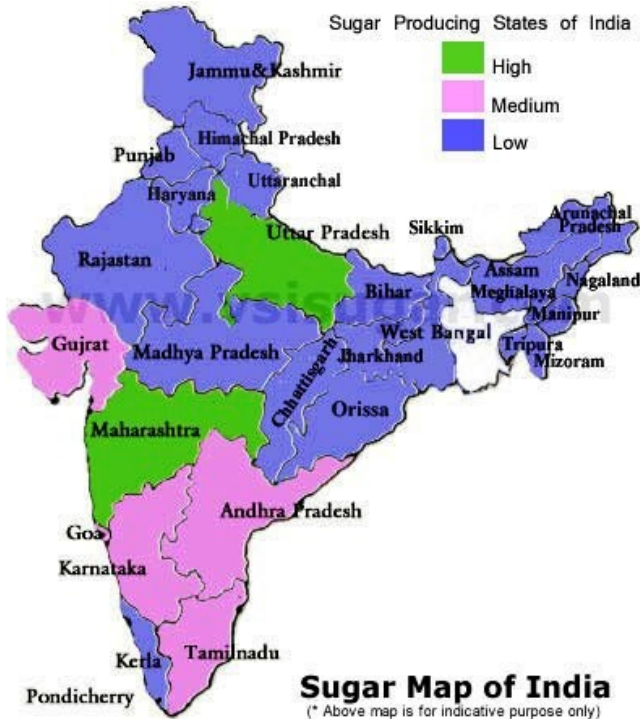 Sugar Producing States of India
High
Medium
Low
Jammu&Kashmir
Himachal Pradesh
Punjab
Uttaranchal
Haryana
Arunachal
Pradesh
Sikkim
Uttar Pradesh
Rajastan
Assam
Nagaland
Bihar
Meghalaya
Manipur
Gujrat
Madhya Pradesh
West Bangal
Tripura
Jharkhand
Mizoram
Chhattisgarh
Orissa
Maharashtra
Andhra Pradesh
Goa
Karnataka
Kerla
Tamilnadu
Pondicherry
Sugar Map of India
(* Above map is for indicative purpose only)